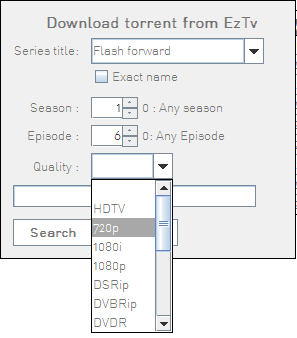 Download torrent from EzTv
Series title: Flash forward
Exact name
Season : 1 0 : Any season
Episode : 6 0: Any Episode
Quality :
HDTV
720p
1080i
1080p
DSRip
DVBRip
DVDR
Search